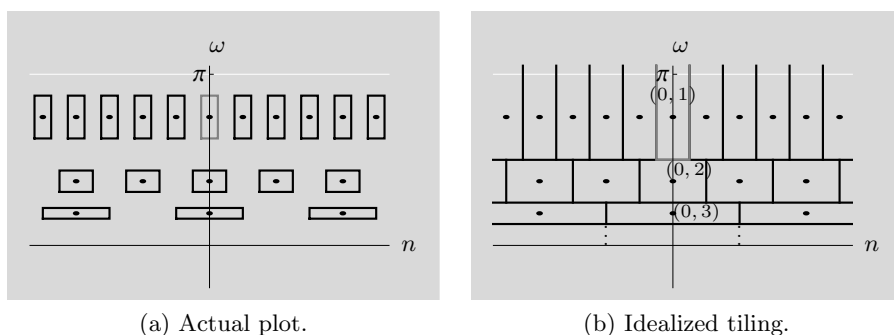 ω
π
n
(a) Actual plot.
ω
π
(0, 1)
(0, 2)
(0, 3)
n
(b) Idealized tiling.